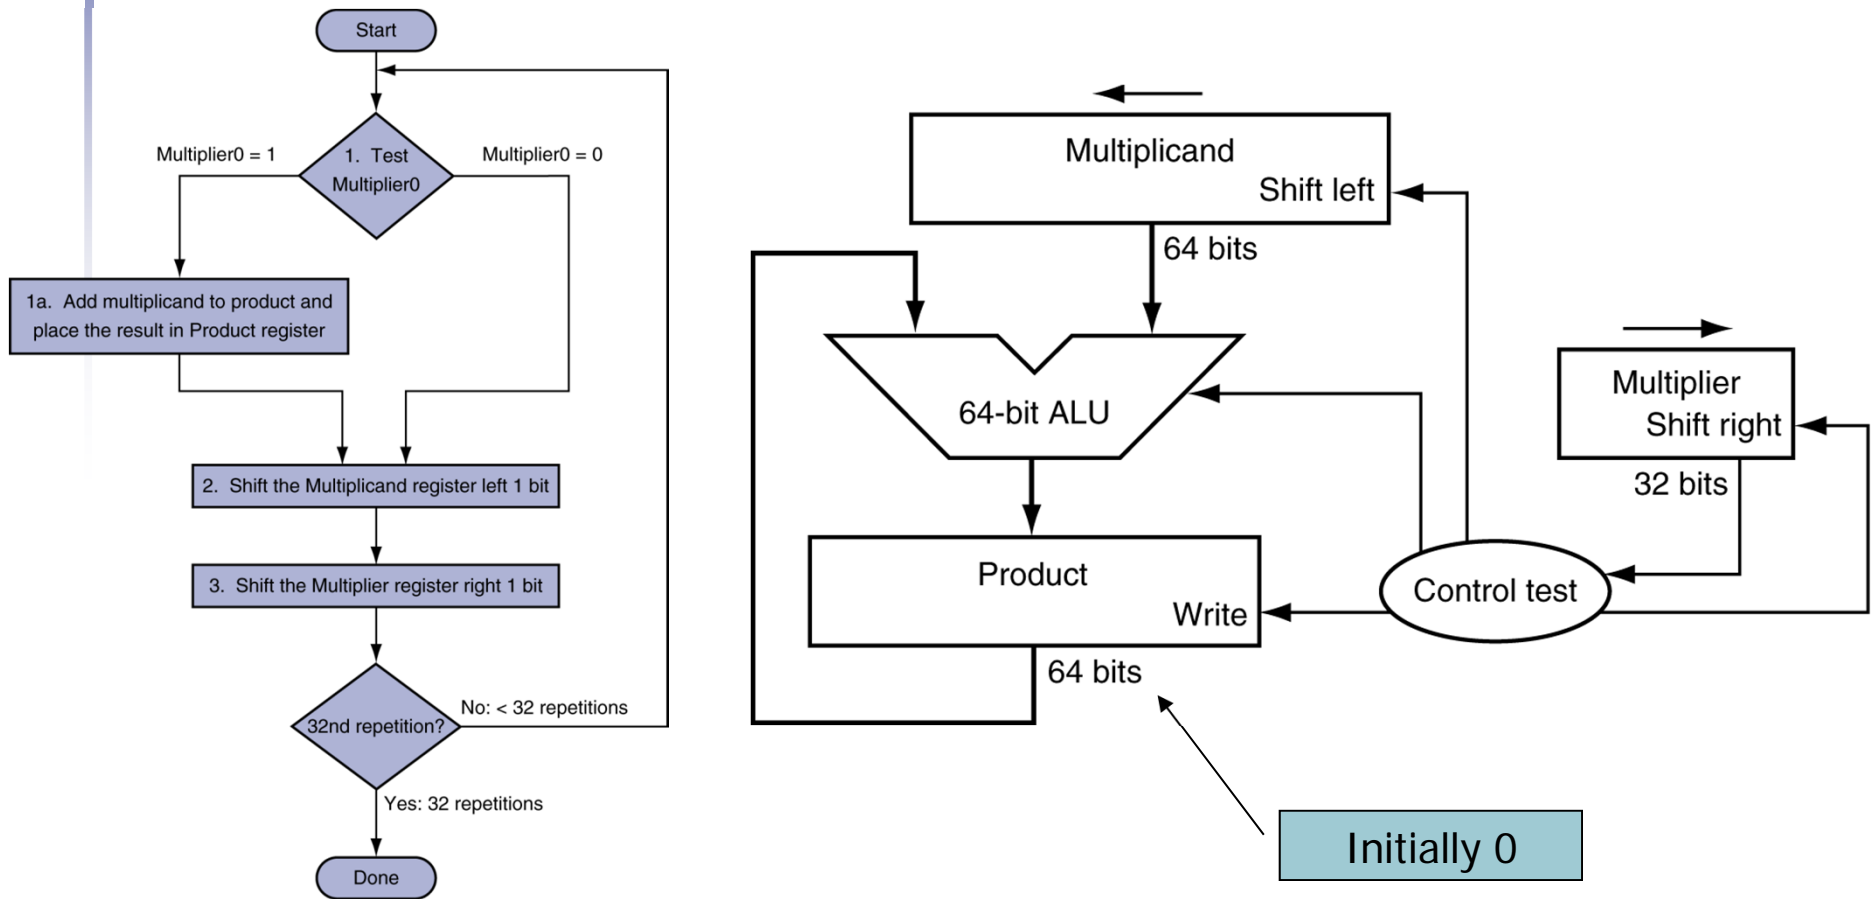 Start
Multiplier0 = 1
1. Test
Multiplier0
Multiplier0 = 0
1a. Add multiplicand to product and
place the result in Product register
2. Shift the Multiplicand register left 1 bit
3. Shift the Multiplier register right 1 bit
32nd repetition?
No: < 32 repetitions
Yes: 32 repetitions
Done
Multiplicand
Shift left
64 bits
64-bit ALU
Multiplier
Shift right
32 bits
Product
Write
Control test
64 bits
Initially 0